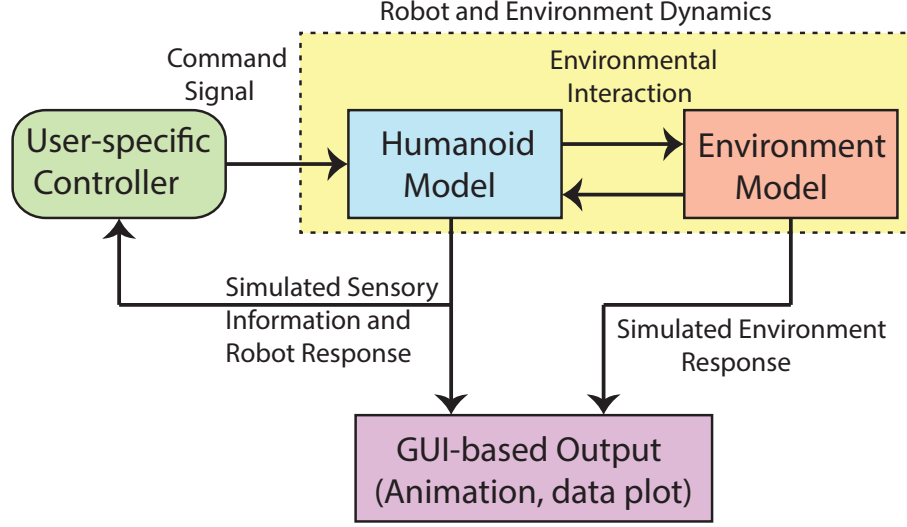 Robot and Environment Dynamics
Command
Signal
Environmental
Interaction
User-specific
Controller
Humanoid
Model
Environment
Model
Simulated Sensory
Information and
Robot Response
Simulated Environment
Response
GUI-based Output
(Animation, data plot)